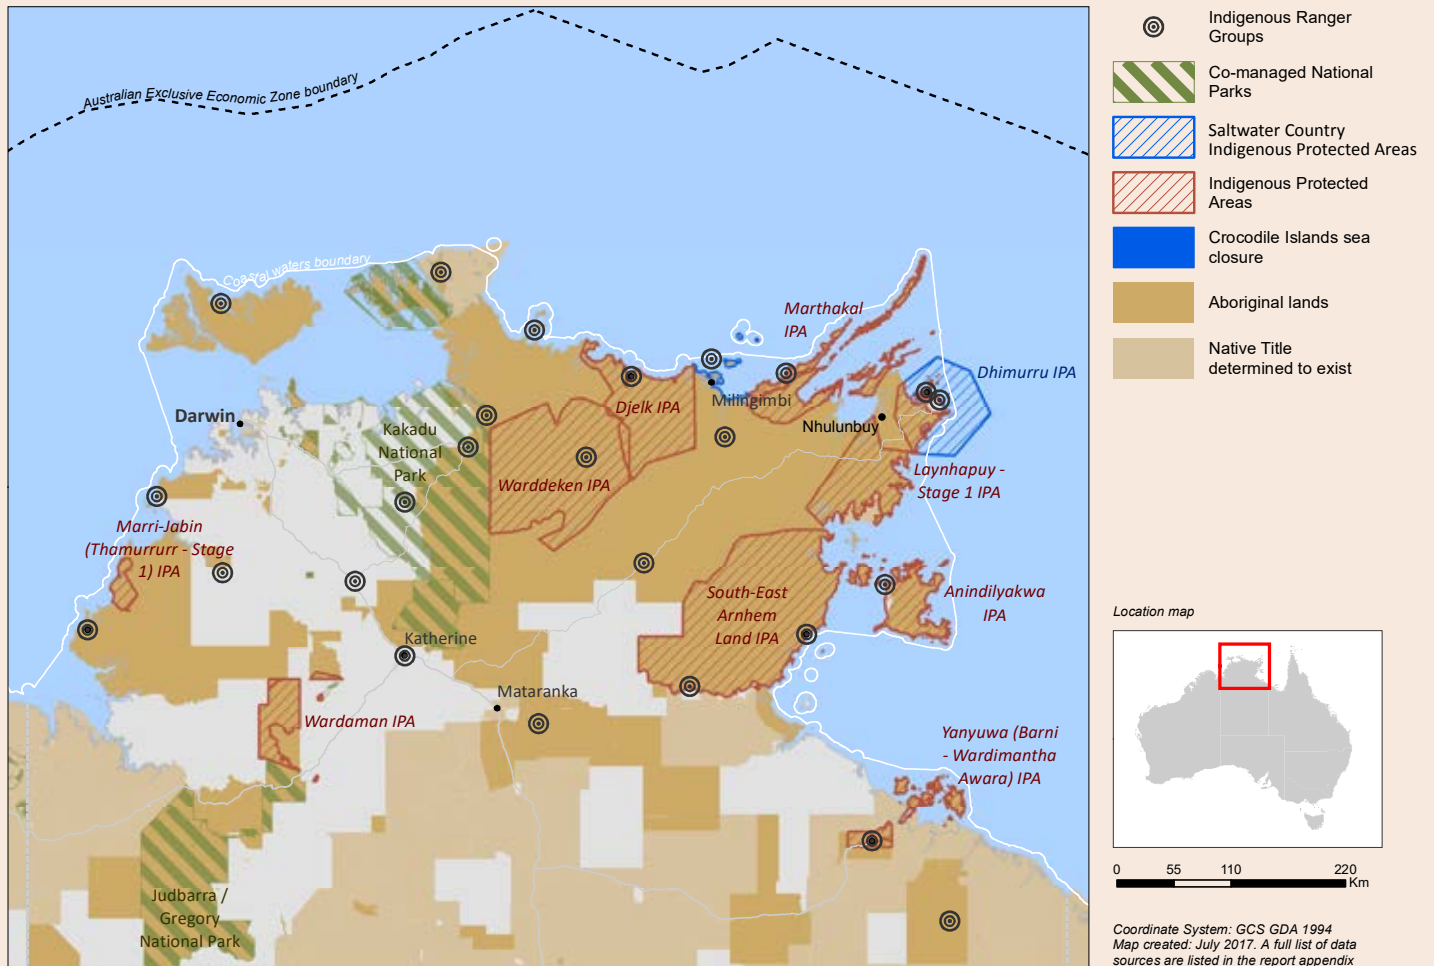 Australian Exclusive Economic Zone boundary
Coastal waters boundary
Marthakal
IPA
Dhimurru IPA
Darwin
Kakadu
National
Park
Djelk IPA
Milingimbi
Nhulunbuy
Warddeken IPA
Laynhapuy -
Stage 1 IPA
Marri-Jabin
(Thamurrurr - Stage
1) IPA
South-East
Arnhem
Land IPA
Anindilyakwa
IPA
Katherine
Mataranka
Wardaman IPA
Yanyuwa (Barni
- Wardimantha
Awara) IPA
Judbarra /
Gregory
National Park
Indigenous Ranger
Groups
Co-managed National
Parks
Saltwater Country
Indigenous Protected Areas
Indigenous Protected
Areas
Crocodile Islands sea
closure
Aboriginal lands
Native Title
determined to exist
Location map
0 55 110 220
Km
Coordinate System: GCS GDA 1994
Map created: July 2017. A full list of data
sources are listed in the report appendix